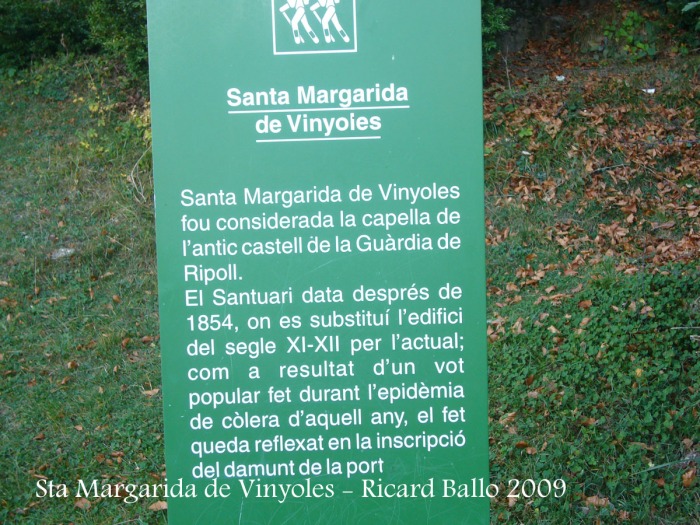 Santa Margarida
de Vinyoles
Santa Margarida de Vinyoles
fou considerada la capella de
l'antic castell de la Guàrdia de
Ripoll.
El Santuari data després de
1854, on es substituí l'edifici
del segle XI-XII per l'actual;
com a resultat d'un vot
popular fet durant l'epidèmia
de còlera d'aquell any, el fet
queda reflexat en la inscripció
del damunt de la port
Sta Margarida de Vinyoles - Ricard Ballo 2009